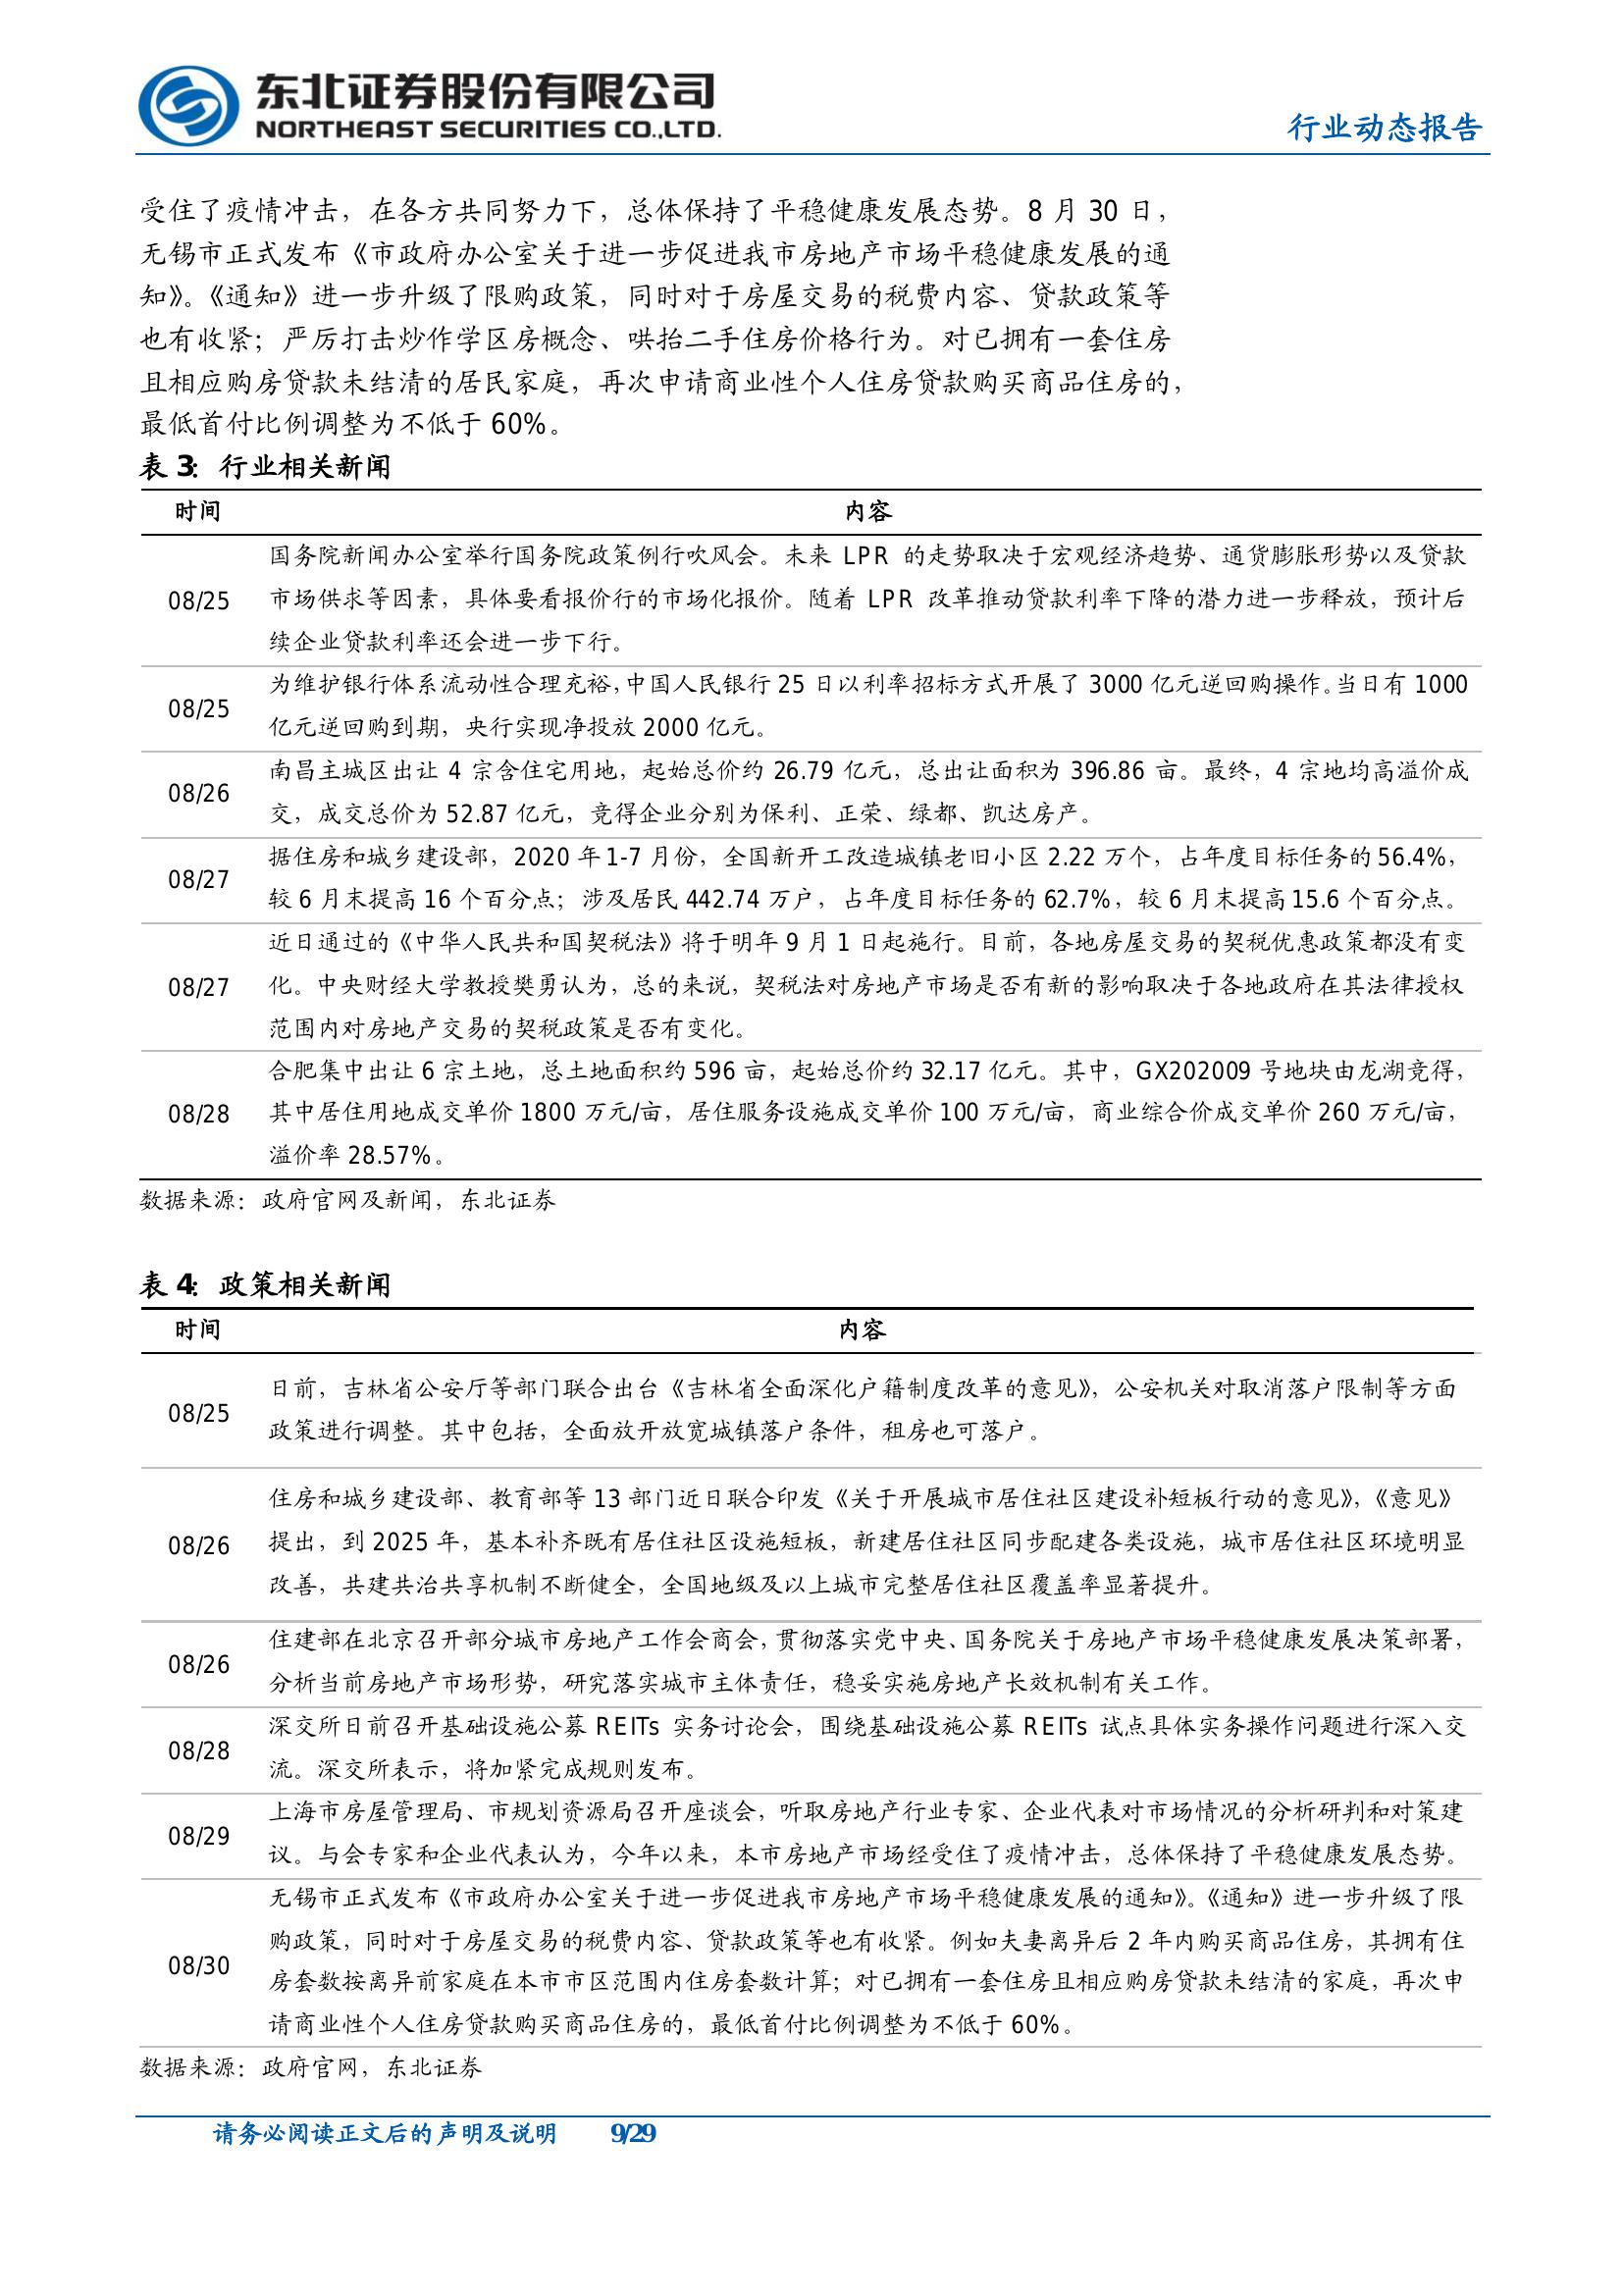 东北证券股份有限公司
NORTHEAST SECURITIES CO.,LTD.
行业动态报告
受住了疫情冲击，在各方共同努力下，总体保持了平稳健康发展态势。8 月 30 日，
无锡市正式发布《市政府办公室关于进一步促进我市房地产市场平稳健康发展的通
知》。《通知》进一步升级了限购政策，同时对于房屋交易的税费内容、贷款政策等
也有收紧；严厉打击炒作学区房概念、哄抬二手住房价格行为。对已拥有一套住房
且相应购房贷款未结清的居民家庭，再次申请商业性个人住房贷款购买商品住房的，
最低首付比例调整为不低于 60%。
表 3：行业相关新闻
时间 内容
国务院新闻办公室举行国务院政策例行吹风会。未来 LPR 的走势取决于宏观经济趋势、通货膨胀形势以及贷款
08/25 市场供求等因素，具体要看报价行的市场化报价。随着 LPR 改革推动贷款利率下降的潜力进一步释放，预计后
续企业贷款利率还会进一步下行。
08/25 为维护银行体系流动性合理充裕，中国人民银行 25 日以利率招标方式开展了 3000 亿元逆回购操作。当日有 1000
亿元逆回购到期，央行实现净投放 2000 亿元。
08/26 南昌主城区出让 4 宗含住宅用地，起始总价约 26.79 亿元，总出让面积为 396.86 亩。最终，4 宗地均高溢价成
交，成交总价为 52.87 亿元，竞得企业分别为保利、正荣、绿都、凯达房产。
08/27 据住房和城乡建设部，2020 年 1-7 月份，全国新开工改造城镇老旧小区 2.22 万个，占年度目标任务的 56.4%，
较 6 月末提高 16 个百分点；涉及居民 442.74 万户，占年度目标任务的 62.7%，较 6 月末提高 15.6 个百分点。
近日通过的《中华人民共和国契税法》将于明年 9 月 1 日起施行。目前，各地房屋交易的契税优惠政策都没有变
08/27 化。中央财经大学教授樊勇认为，总的来说，契税法对房地产市场是否有新的影响取决于各地政府在其法律授权
范围内对房地产交易的契税政策是否有变化。
合肥集中出让 6 宗土地，总土地面积约 596 亩，起始总价约 32.17 亿元。其中，GX202009 号地块由龙湖竞得，
08/28 其中居住用地成交单价 1800 万元/亩，居住服务设施成交单价 100 万元/亩，商业综合价成交单价 260 万元/亩，
溢价率 28.57%。
数据来源：政府官网及新闻，东北证券
表 4：政策相关新闻
时间 内容
08/25 日前，吉林省公安厅等部门联合出台《吉林省全面深化户籍制度改革的意见》，公安机关对取消落户限制等方面
政策进行调整。其中包括，全面放开放宽城镇落户条件，租房也可落户。
住房和城乡建设部、教育部等 13 部门近日联合印发《关于开展城市居住社区建设补短板行动的意见》，《意见》
08/26 提出，到 2025 年，基本补齐既有居住社区设施短板，新建居住社区同步配建各类设施，城市居住社区环境明显
改善，共建共治共享机制不断健全，全国地级及以上城市完整居住社区覆盖率显著提升。
08/26 住建部在北京召开部分城市房地产工作会商会，贯彻落实党中央、国务院关于房地产市场平稳健康发展决策部署，
分析当前房地产市场形势，研究落实城市主体责任，稳妥实施房地产长效机制有关工作。
08/28 深交所日前召开基础设施公募 REITs 实务讨论会，围绕基础设施公募 REITs 试点具体实务操作问题进行深入交
流。深交所表示，将加紧完成规则发布。
08/29 上海市房屋管理局、市规划资源局召开座谈会，听取房地产行业专家、企业代表对市场情况的分析研判和对策建
议。与会专家和企业代表认为，今年以来，本市房地产市场经受住了疫情冲击，总体保持了平稳健康发展态势。
无锡市正式发布《市政府办公室关于进一步促进我市房地产市场平稳健康发展的通知》。《通知》进一步升级了限
购政策，同时对于房屋交易的税费内容、贷款政策等也有收紧。例如夫妻离异后 2 年内购买商品住房，其拥有住
08/30 房套数按离异前家庭在本市市区范围内住房套数计算；对已拥有一套住房且相应购房贷款未结清的家庭，再次申
请商业性个人住房贷款购买商品住房的，最低首付比例调整为不低于 60%。
数据来源：政府官网，东北证券
请务必阅读正文后的声明及说明 9/29